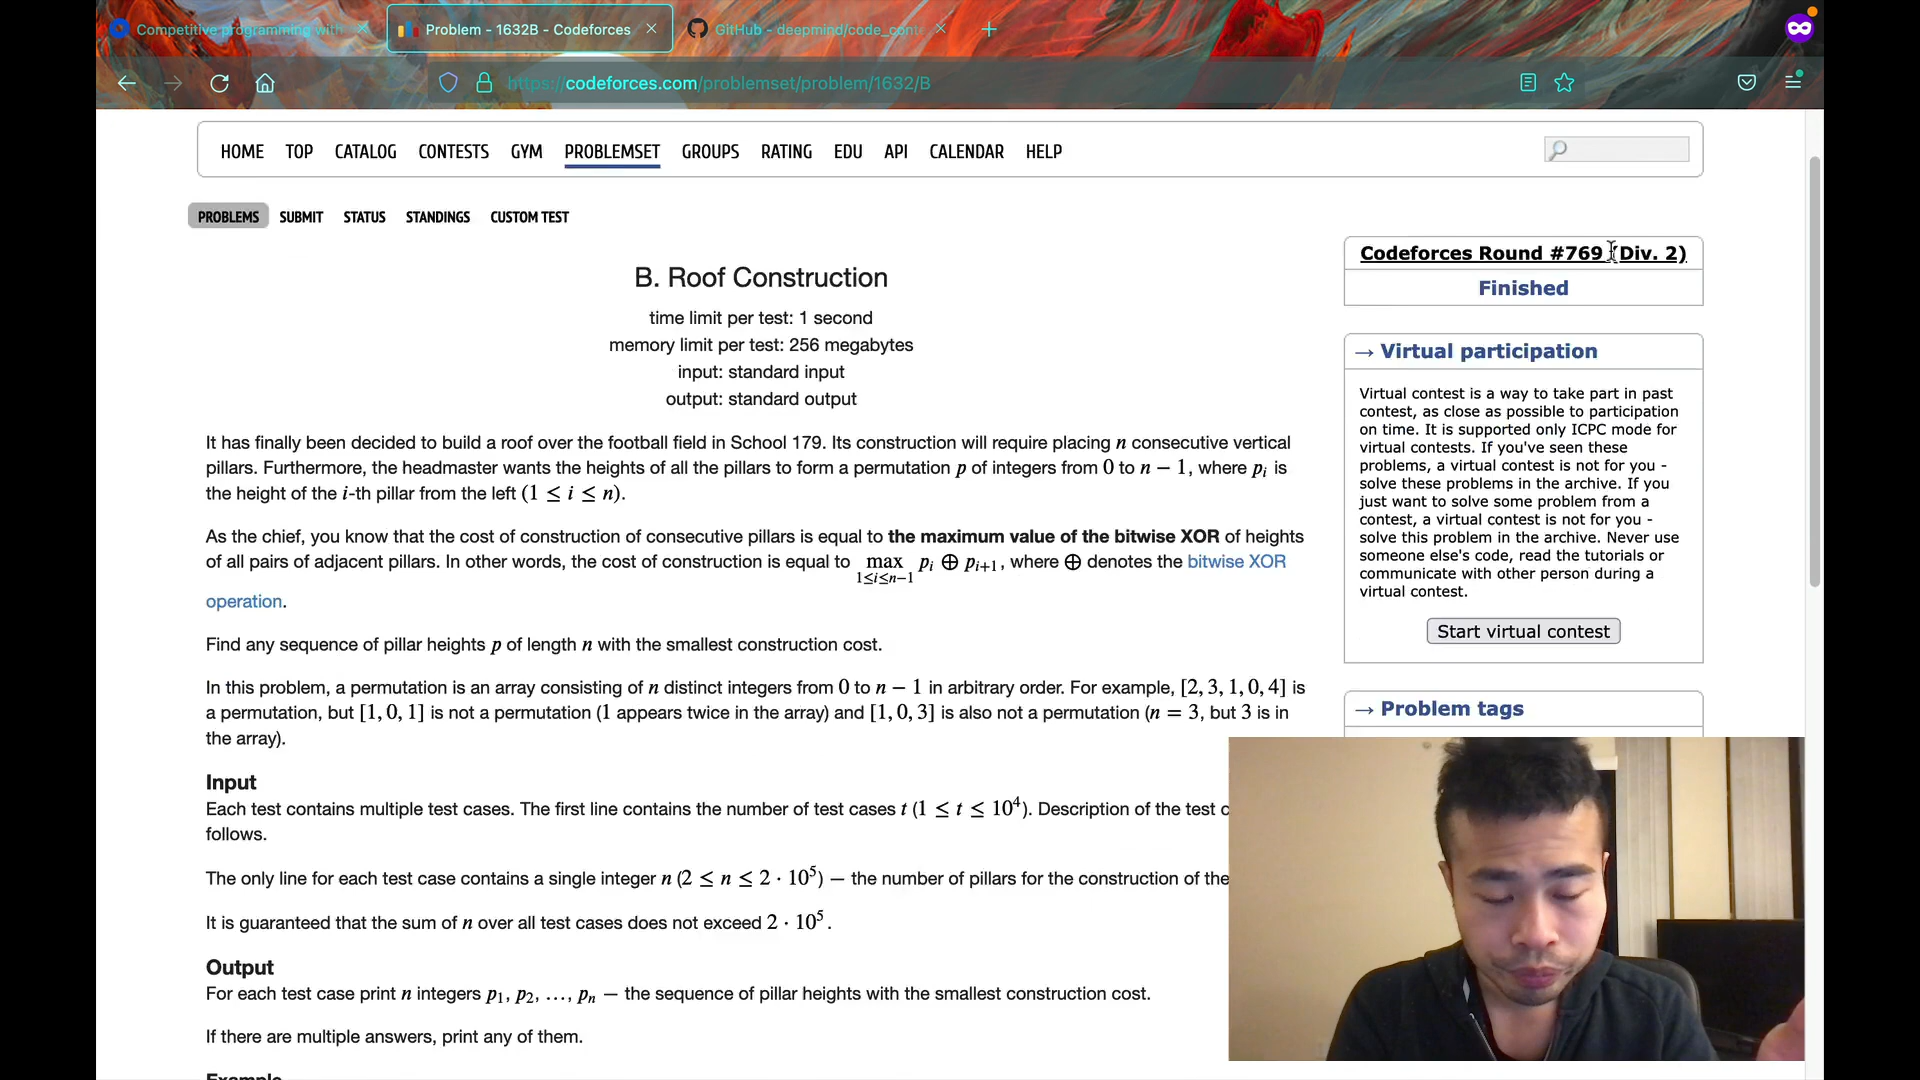 Competitive programming with
Problem - 1632B - Codeforces
GitHub - deepmind/code_cont
https://codeforces.com/problemset/problem/1632/B
HOME TOP CATALOG CONTESTS GYM PROBLEMSET GROUPS RATING EDU API CALENDAR HELP
PROBLEMS SUBMIT STATUS STANDINGS CUSTOM TEST
B. Roof Construction
time limit per test: 1 second
memory limit per test: 256 megabytes
input: standard input
output: standard output
It has finally been decided to build a roof over the football field in School 179. Its construction will require placing n consecutive vertical
pillars. Furthermore, the headmaster wants the heights of all the pillars to form a permutation p of integers from 0 to n − 1, where pᵢ is
the height of the i-th pillar from the left (1 ≤ i ≤ n).
As the chief, you know that the cost of construction of consecutive pillars is equal to the maximum value of the bitwise XOR of heights
of all pairs of adjacent pillars. In other words, the cost of construction is equal to max pᵢ ⊕ pᵢ₊₁, where ⊕ denotes the bitwise XOR
1≤i≤n−1
operation.
Find any sequence of pillar heights p of length n with the smallest construction cost.
In this problem, a permutation is an array consisting of n distinct integers from 0 to n − 1 in arbitrary order. For example, [2, 3, 1, 0, 4] is
a permutation, but [1, 0, 1] is not a permutation (1 appears twice in the array) and [1, 0, 3] is also not a permutation (n = 3, but 3 is in
the array).
Input
Each test contains multiple test cases. The first line contains the number of test cases t (1 ≤ t ≤ 10⁴). Description of the test c
follows.
The only line for each test case contains a single integer n (2 ≤ n ≤ 2 · 10⁵) — the number of pillars for the construction of the
It is guaranteed that the sum of n over all test cases does not exceed 2 · 10⁵.
Output
For each test case print n integers p₁, p₂, …, pₙ — the sequence of pillar heights with the smallest construction cost.
If there are multiple answers, print any of them.
Example
Codeforces Round #769 (Div. 2)
Finished
→ Virtual participation
Virtual contest is a way to take part in past
contest, as close as possible to participation
on time. It is supported only ICPC mode for
virtual contests. If you've seen these
problems, a virtual contest is not for you -
solve these problems in the archive. If you
just want to solve some problem from a
contest, a virtual contest is not for you -
solve this problem in the archive. Never use
someone else's code, read the tutorials or
communicate with other person during a
virtual contest.
Start virtual contest
→ Problem tags